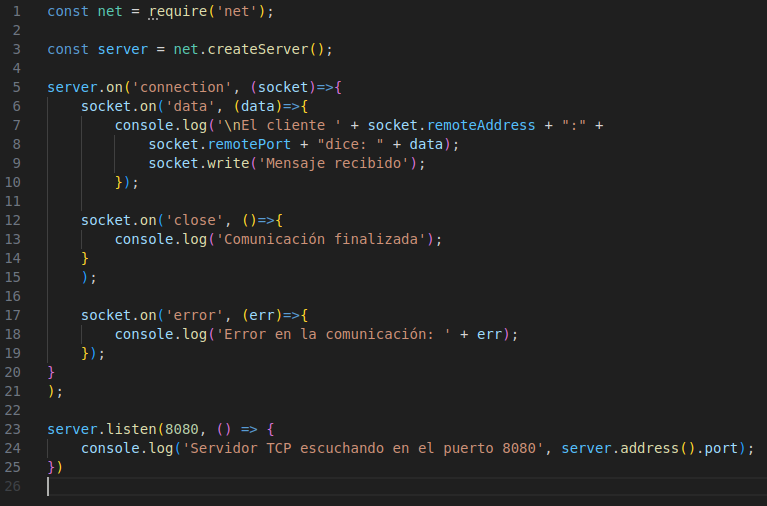 1 const net = require('net');
2
3 const server = net.createServer();
4
5 server.on('connection', (socket)=>{
6     socket.on('data', (data)=>{
7         console.log('\nEl cliente ' + socket.remoteAddress + ":" +
8             socket.remotePort + "dice: " + data);
9             socket.write('Mensaje recibido');
10         });
11
12     socket.on('close', ()=>{
13         console.log('Comunicación finalizada');
14     }
15     );
16
17     socket.on('error', (err)=>{
18         console.log('Error en la comunicación: ' + err);
19     });
20 }
21 );
22
23 server.listen(8080, () => {
24     console.log('Servidor TCP escuchando en el puerto 8080', server.address().port);
25 })
26